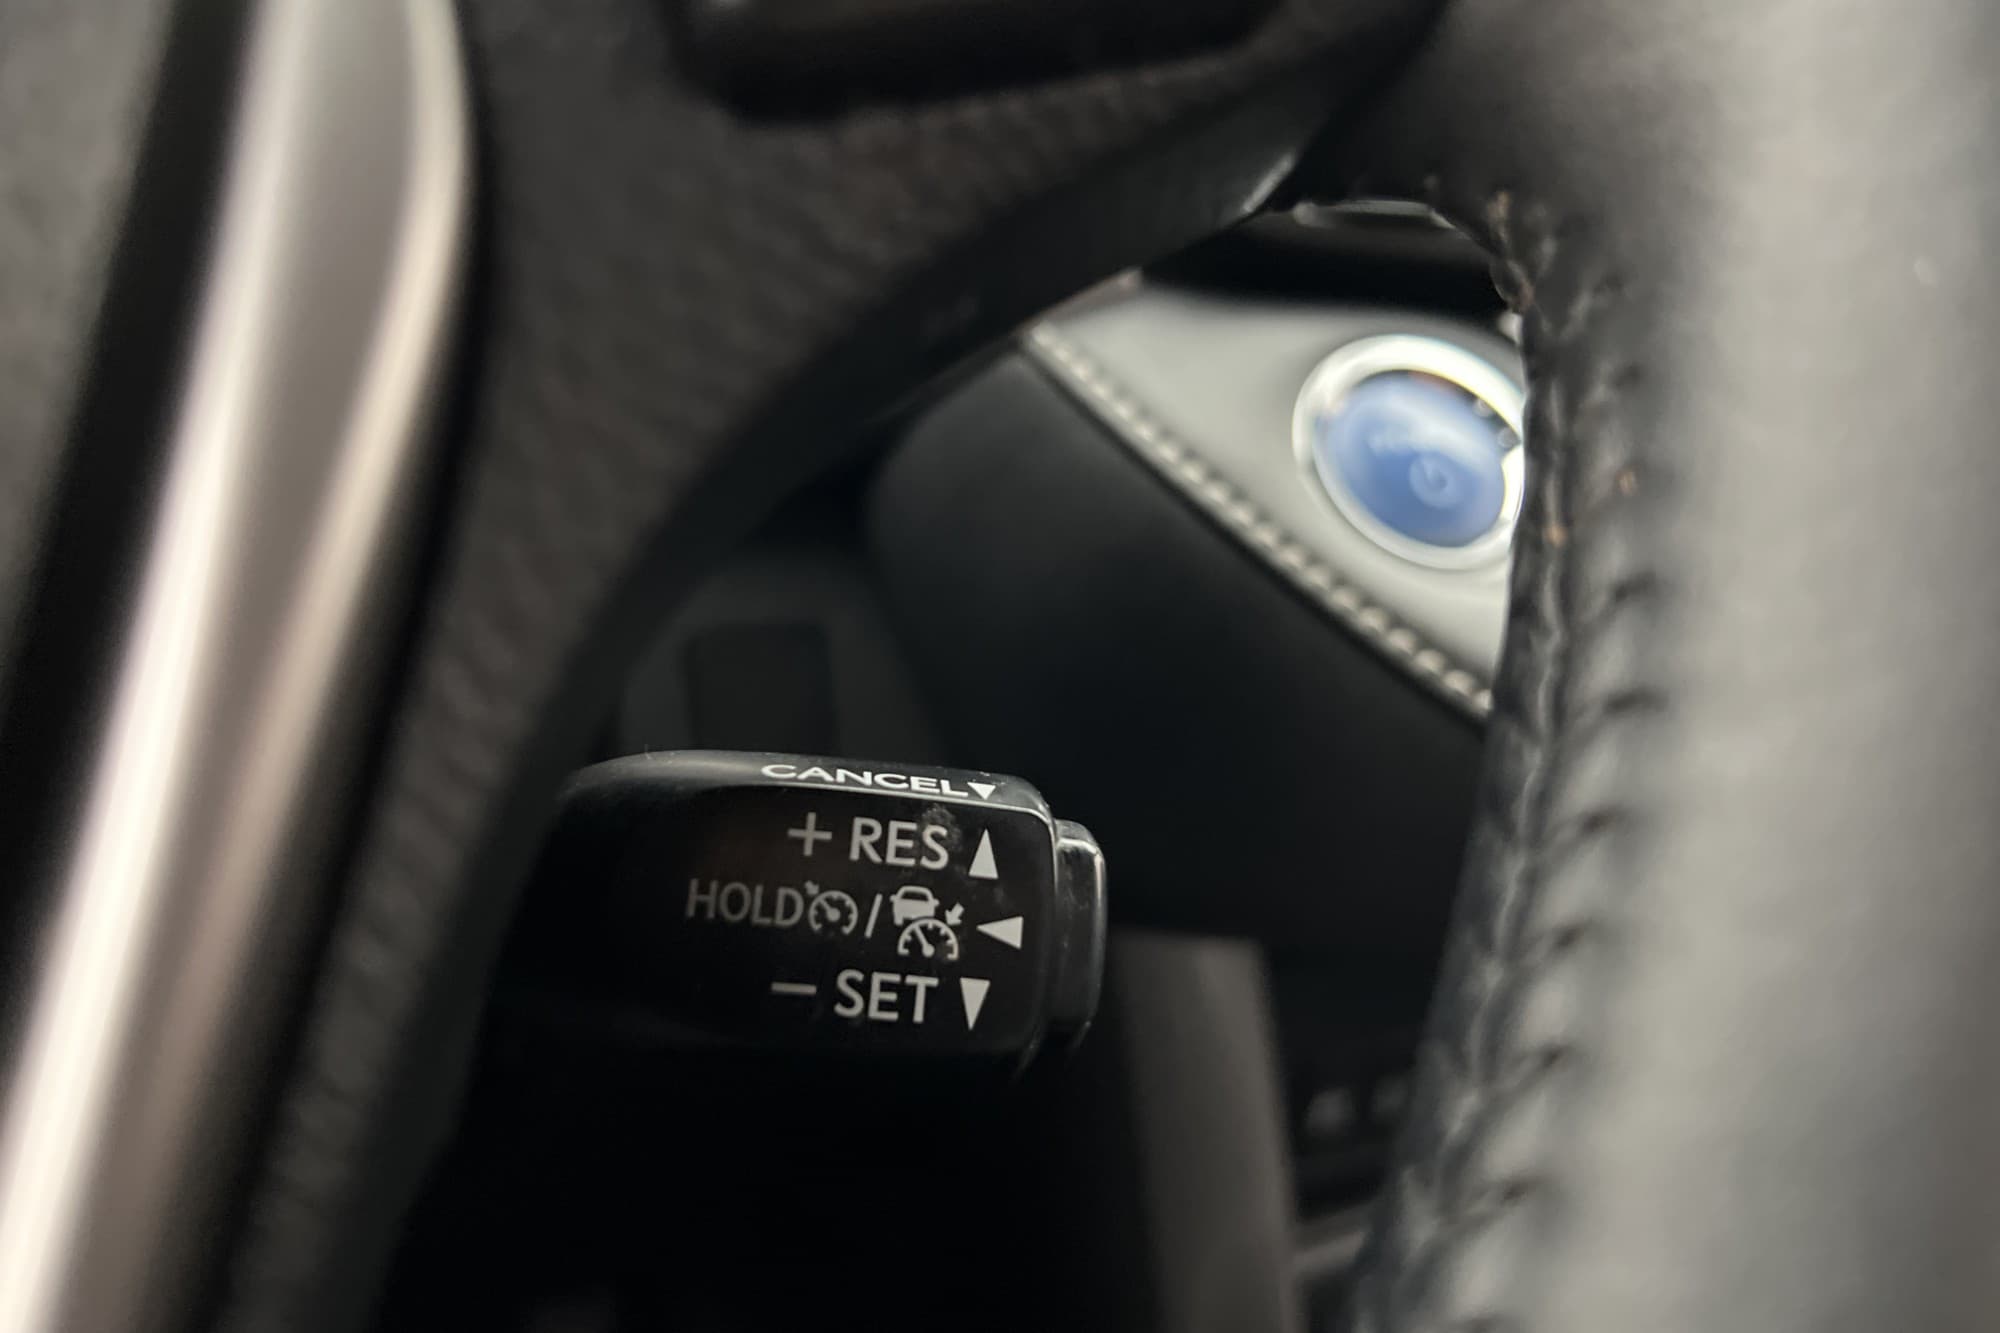 CANCEL▼
+ RES ▲
HOLD / ◀
− SET ▼